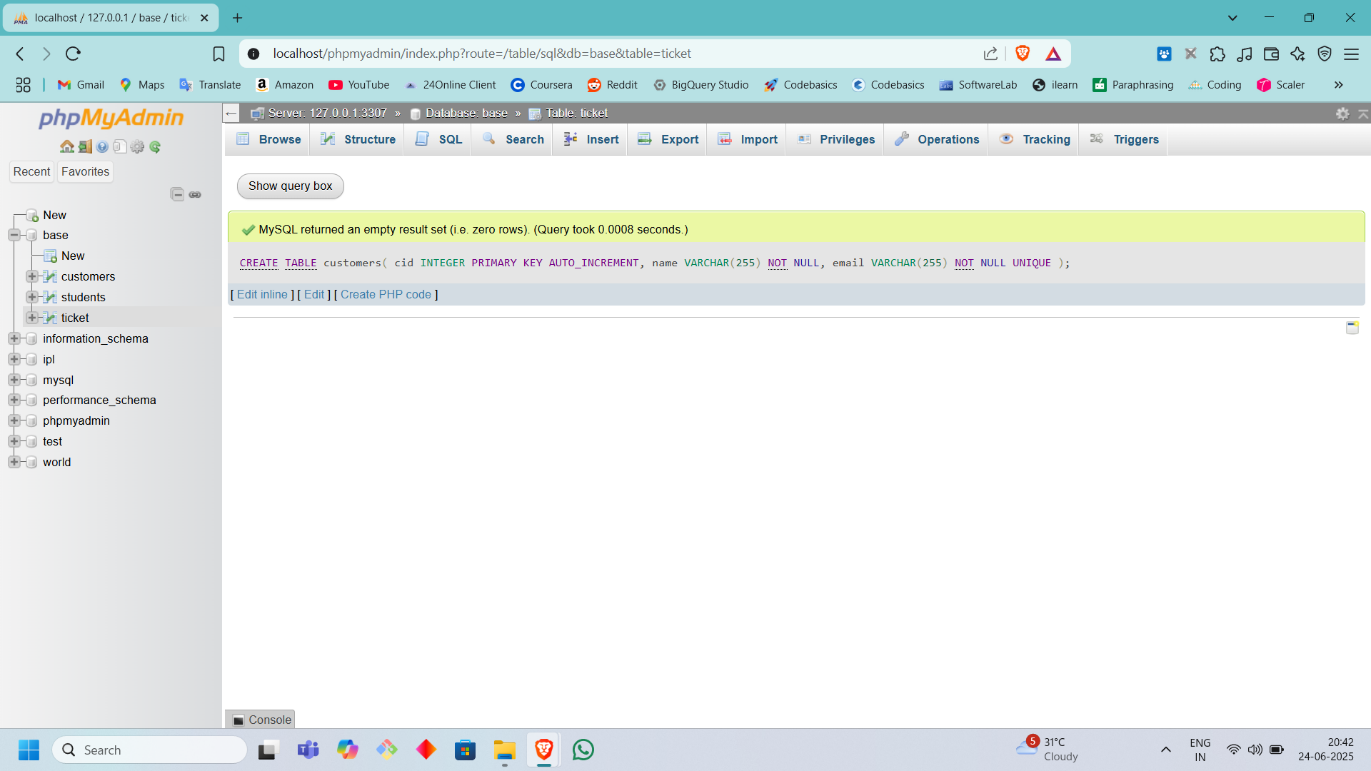 localhost / 127.0.0.1 / base / tick
localhost/phpmyadmin/index.php?route=/table/sql&db=base&table=ticket
Gmail Maps Translate Amazon YouTube 24Online Client Coursera Reddit BigQuery Studio Codebasics Codebasics SoftwareLab ilearn Paraphrasing Coding Scaler »
phpMyAdmin
Recent Favorites
New
base
New
customers
students
ticket
information_schema
ipl
mysql
performance_schema
phpmyadmin
test
world
Server: 127.0.0.1:3307 » Database: base » Table: ticket
Browse Structure SQL Search Insert Export Import Privileges Operations Tracking Triggers
Show query box
MySQL returned an empty result set (i.e. zero rows). (Query took 0.0008 seconds.)
CREATE TABLE customers( cid INTEGER PRIMARY KEY AUTO_INCREMENT, name VARCHAR(255) NOT NULL, email VARCHAR(255) NOT NULL UNIQUE );
[ Edit inline ] [ Edit ] [ Create PHP code ]
Console
Search
5
31°C
Cloudy
ENG
IN
20:42
24-06-2025